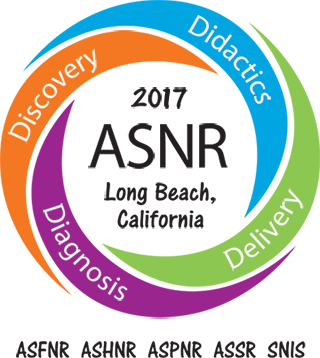 Discovery
Didactics
Delivery
Diagnosis
2017
ASNR
Long Beach,
California
ASFNR ASHNR ASPNR ASSR SNIS